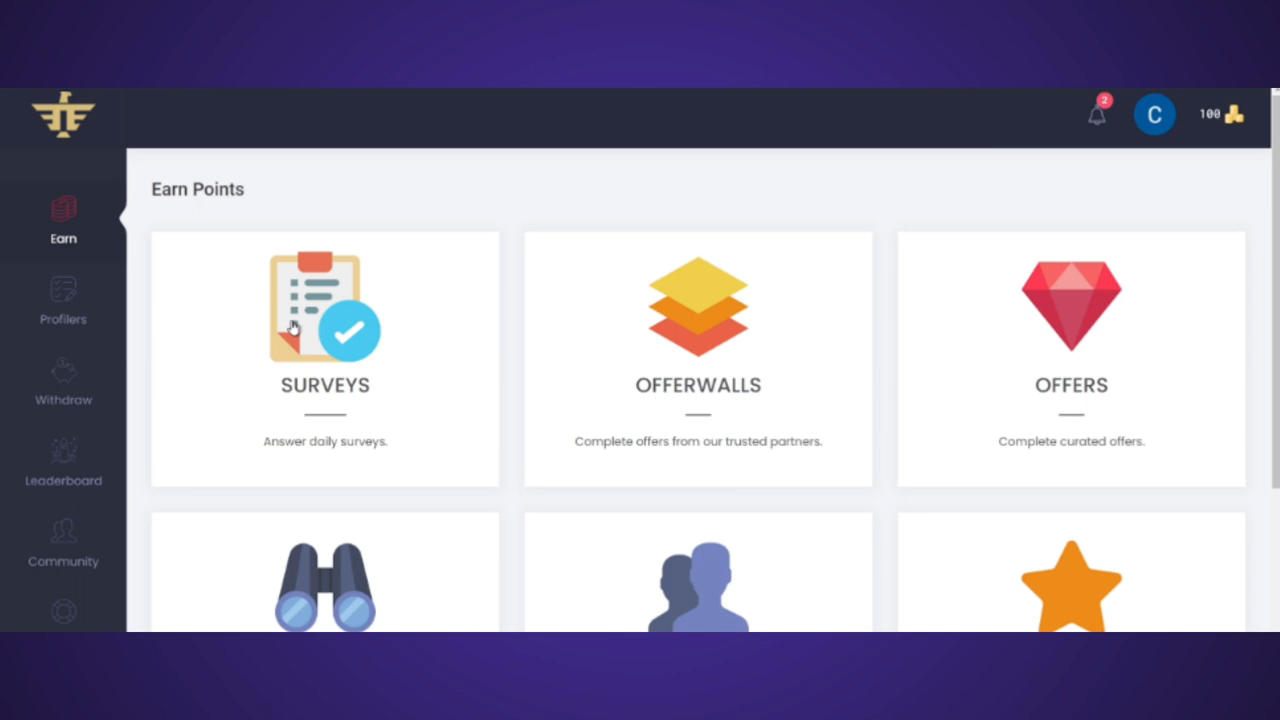 2
C
100
Earn
Profilers
Withdraw
Leaderboard
Community
Earn Points
SURVEYS
Answer daily surveys.
OFFERWALLS
Complete offers from our trusted partners.
OFFERS
Complete curated offers.